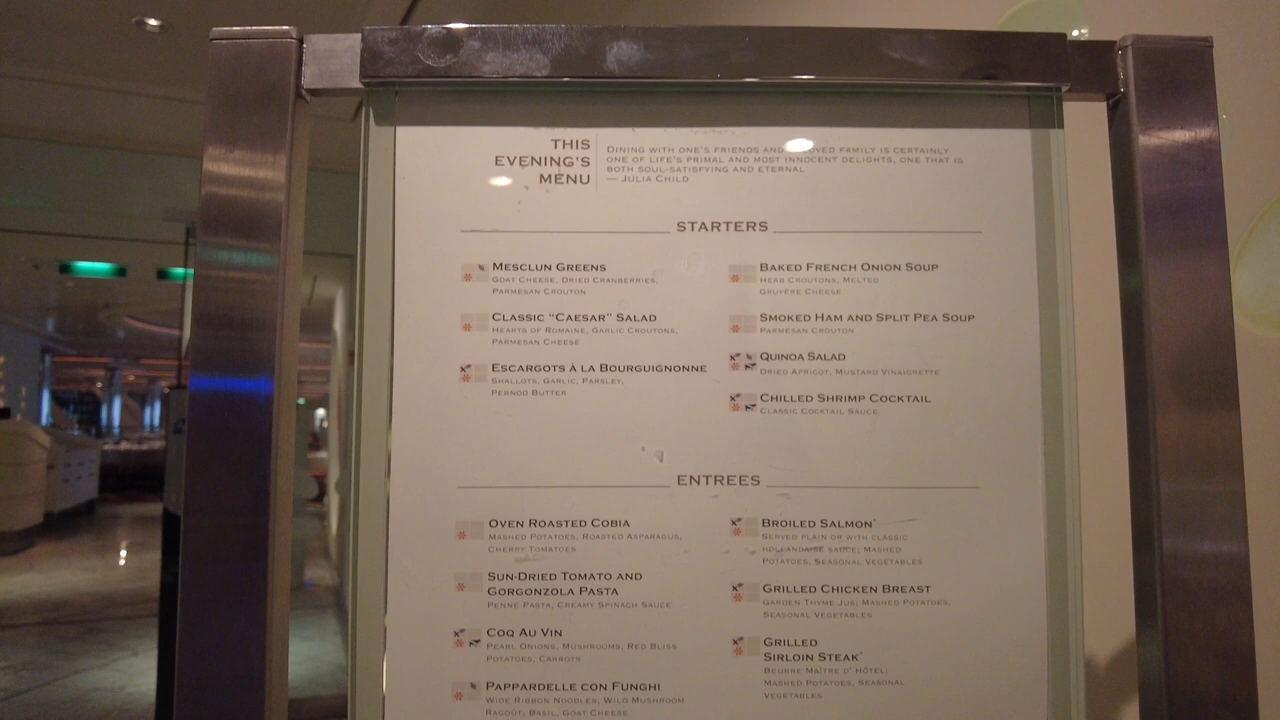 THIS
EVENING'S
MENU
DINING WITH ONE'S FRIENDS AND FAMILY IS CERTAINLY
ONE OF LIFE'S PRIMAL AND MOST INNOCENT DELIGHTS, ONE THAT IS
BOTH SOUL-SATISFYING AND ETERNAL
— JULIA CHILD
STARTERS
MESCLUN GREENS
GOAT CHEESE, DRIED CRANBERRIES,
PARMESAN CROUTON
CLASSIC "CAESAR" SALAD
HEARTS OF ROMAINE, GARLIC CROUTONS,
PARMESAN CHEESE
ESCARGOTS À LA BOURGUIGNONNE
SHALLOTS, GARLIC, PARSLEY,
PERNOD BUTTER
BAKED FRENCH ONION SOUP
HERB CROUTONS, MELTED
GRUYÈRE CHEESE
SMOKED HAM AND SPLIT PEA SOUP
PARMESAN CROUTON
QUINOA SALAD
DRIED APRICOT, MUSTARD VINAIGRETTE
CHILLED SHRIMP COCKTAIL
CLASSIC COCKTAIL SAUCE
ENTREES
OVEN ROASTED COBIA
MASHED POTATOES, ROASTED ASPARAGUS,
CHERRY TOMATOES
SUN-DRIED TOMATO AND
GORGONZOLA PASTA
PENNE PASTA, CREAMY SPINACH SAUCE
COQ AU VIN
PEARL ONIONS, MUSHROOMS, RED BLISS
POTATOES, CARROTS
PAPPARDELLE CON FUNGHI
WIDE RIBBON NOODLES, WILD MUSHROOM
RAGOÛT; BASIL, GOAT CHEESE
BROILED SALMON*
SERVED PLAIN OR WITH CLASSIC
HOLLANDAISE SAUCE; MASHED
POTATOES, SEASONAL VEGETABLES
GRILLED CHICKEN BREAST
GARDEN THYME JUS; MASHED POTATOES,
SEASONAL VEGETABLES
GRILLED
SIRLOIN STEAK*
BEURRE MAÎTRE D' HÔTEL;
MASHED POTATOES, SEASONAL
VEGETABLES